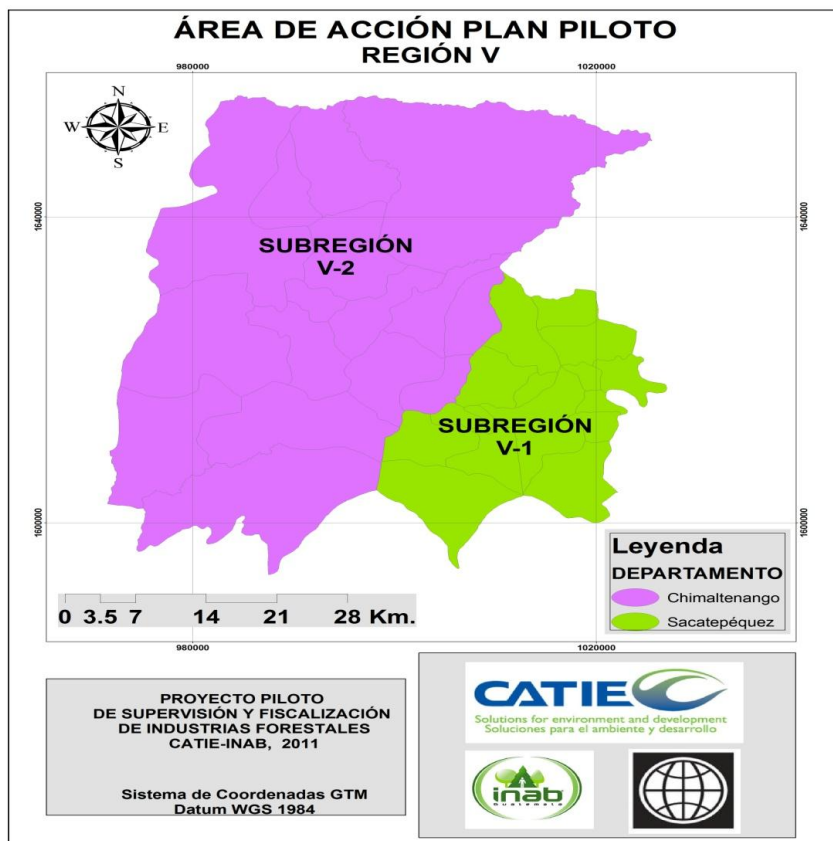 ÁREA DE ACCIÓN PLAN PILOTO
REGIÓN V
980000
1020000
N
W
E
S
1640000
1640000
SUBREGIÓN
V-2
SUBREGIÓN
V-1
1600000
1600000
Leyenda
DEPARTAMENTO
Chimaltenango
Sacatepéquez
0 3.5 7 14 21 28 Km.
980000
1020000
PROYECTO PILOTO
DE SUPERVISIÓN Y FISCALIZACIÓN
DE INDUSTRIAS FORESTALES
CATIE-INAB, 2011
Sistema de Coordenadas GTM
Datum WGS 1984
CATIE
Solutions for environment and development
Soluciones para el ambiente y desarrollo
inab
Guatemala